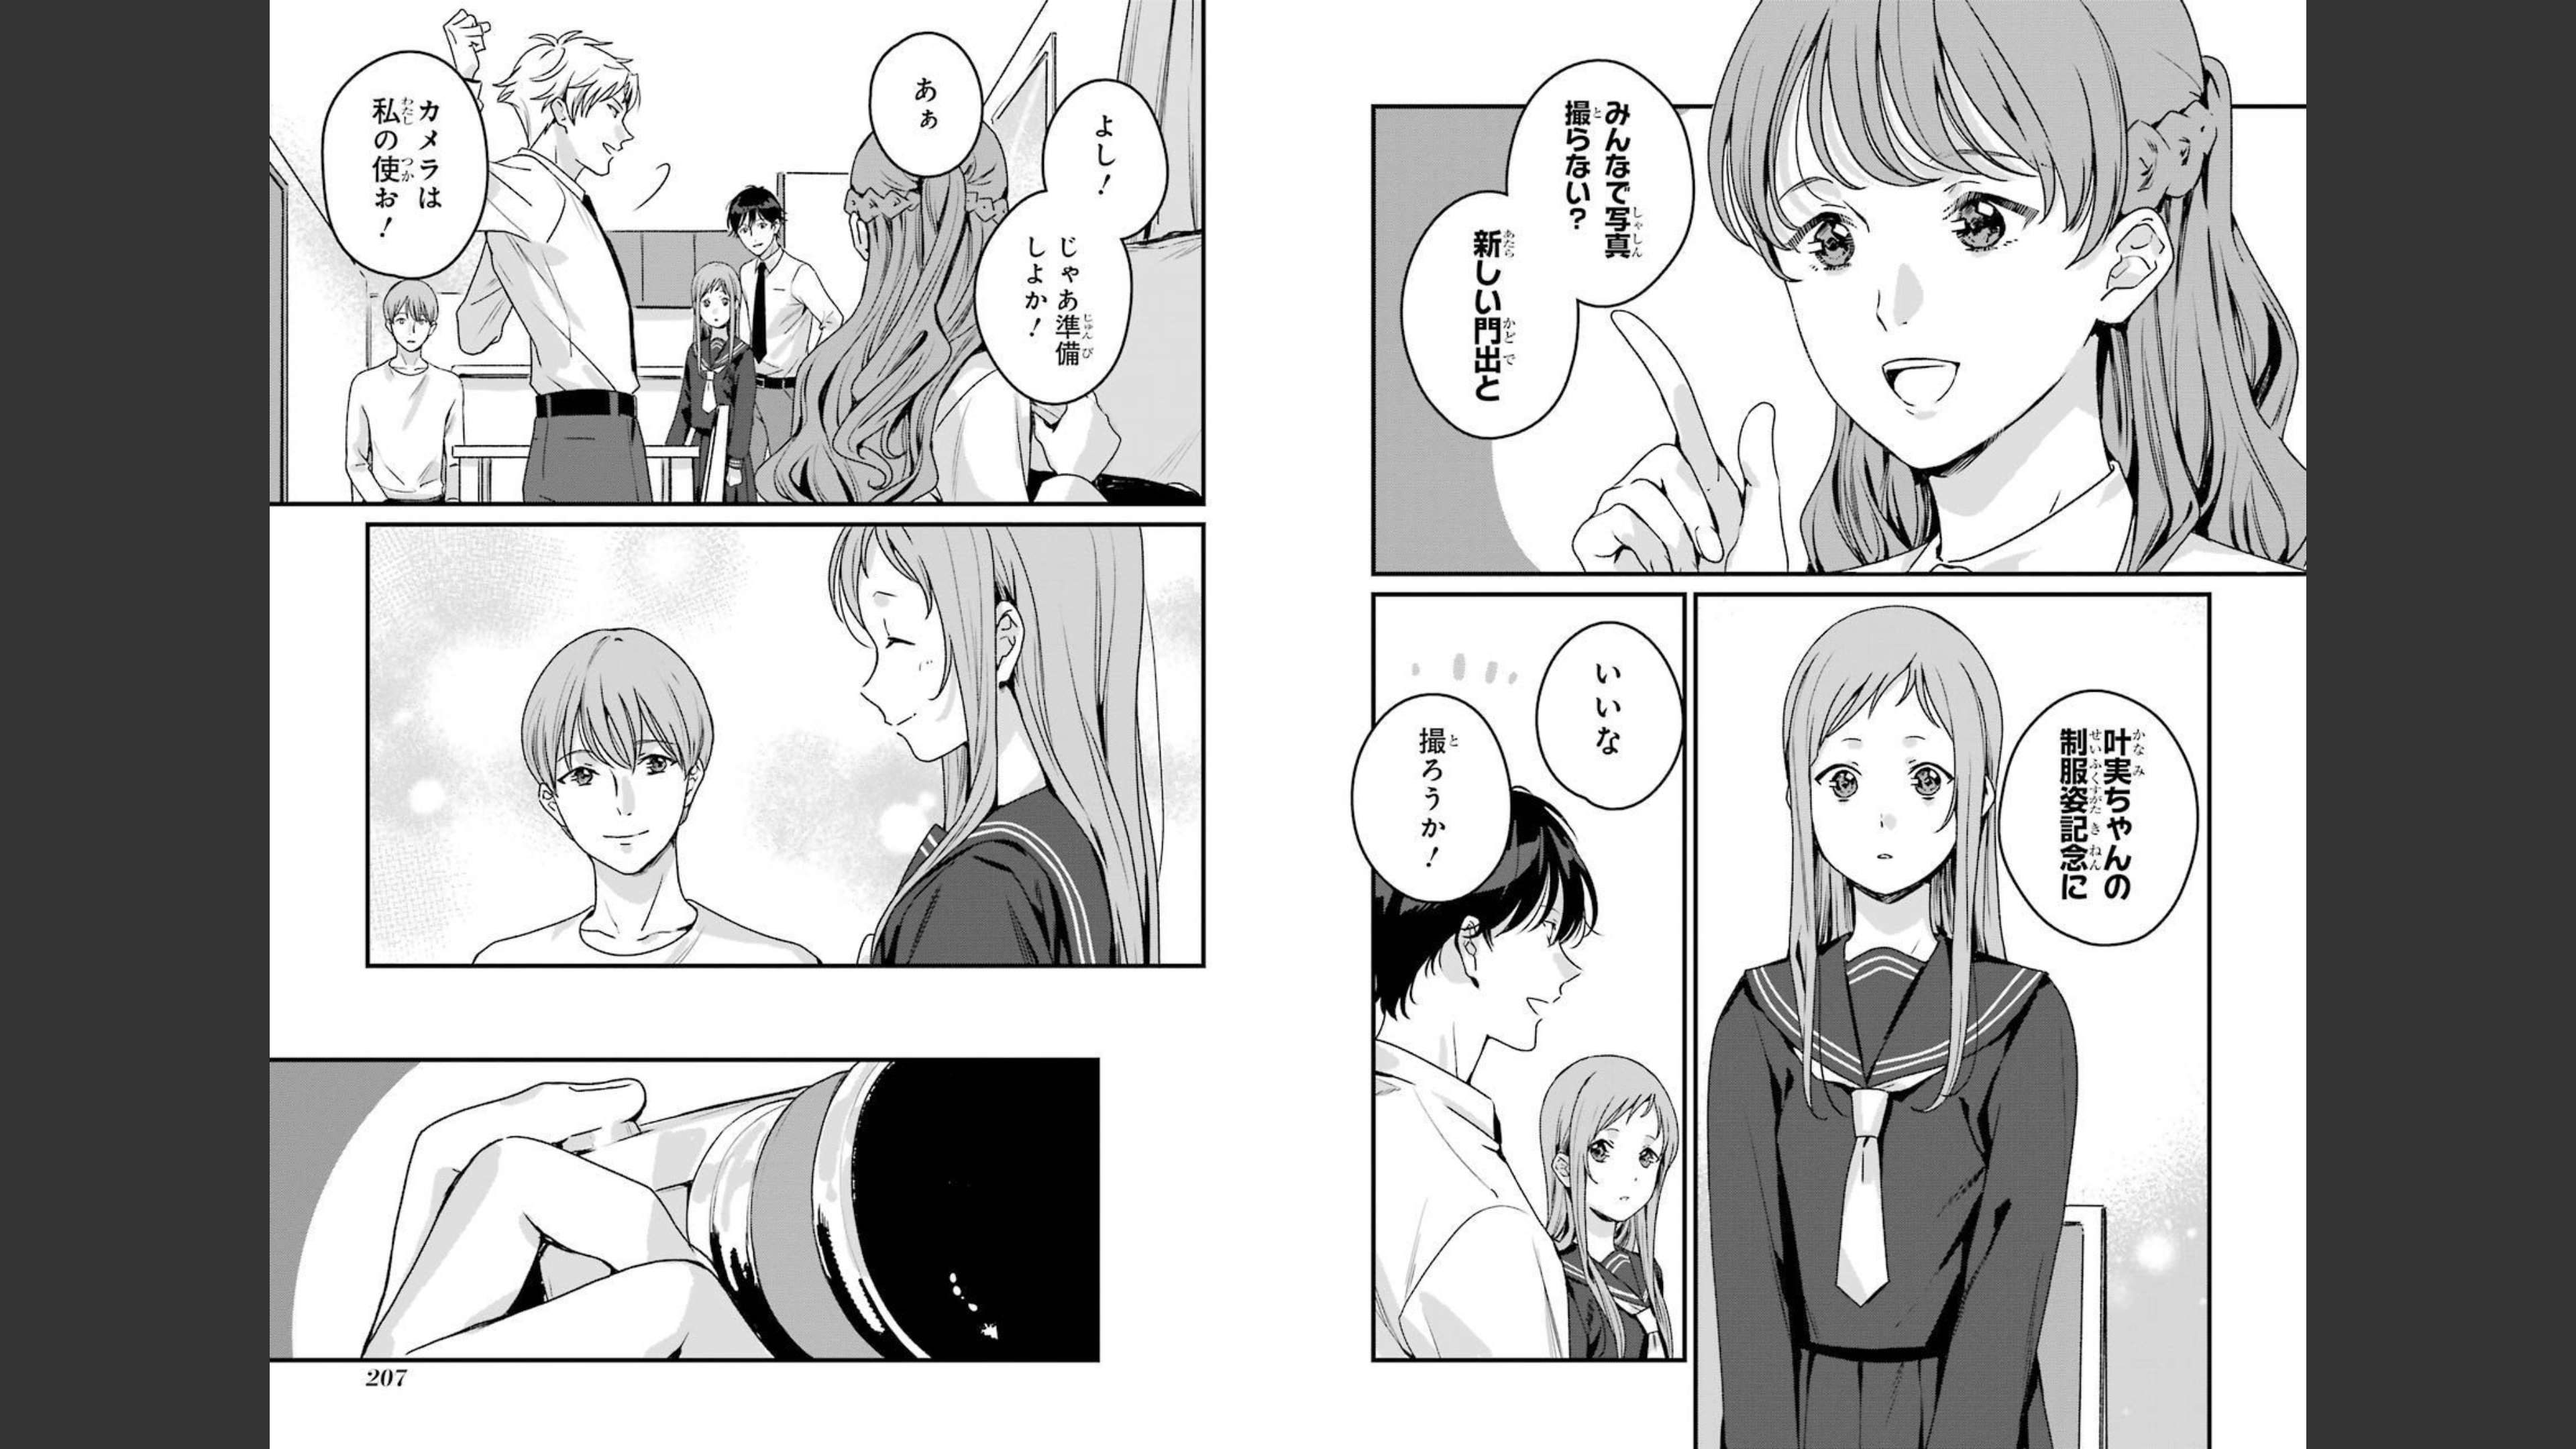 みんなで写真
撮らない?
新しい門出と
叶実ちゃんの
制服姿記念に
いいな
撮ろうか!
よし!
じゃあ準備
しよか!
あぁ
カメラは
私の使お!
207